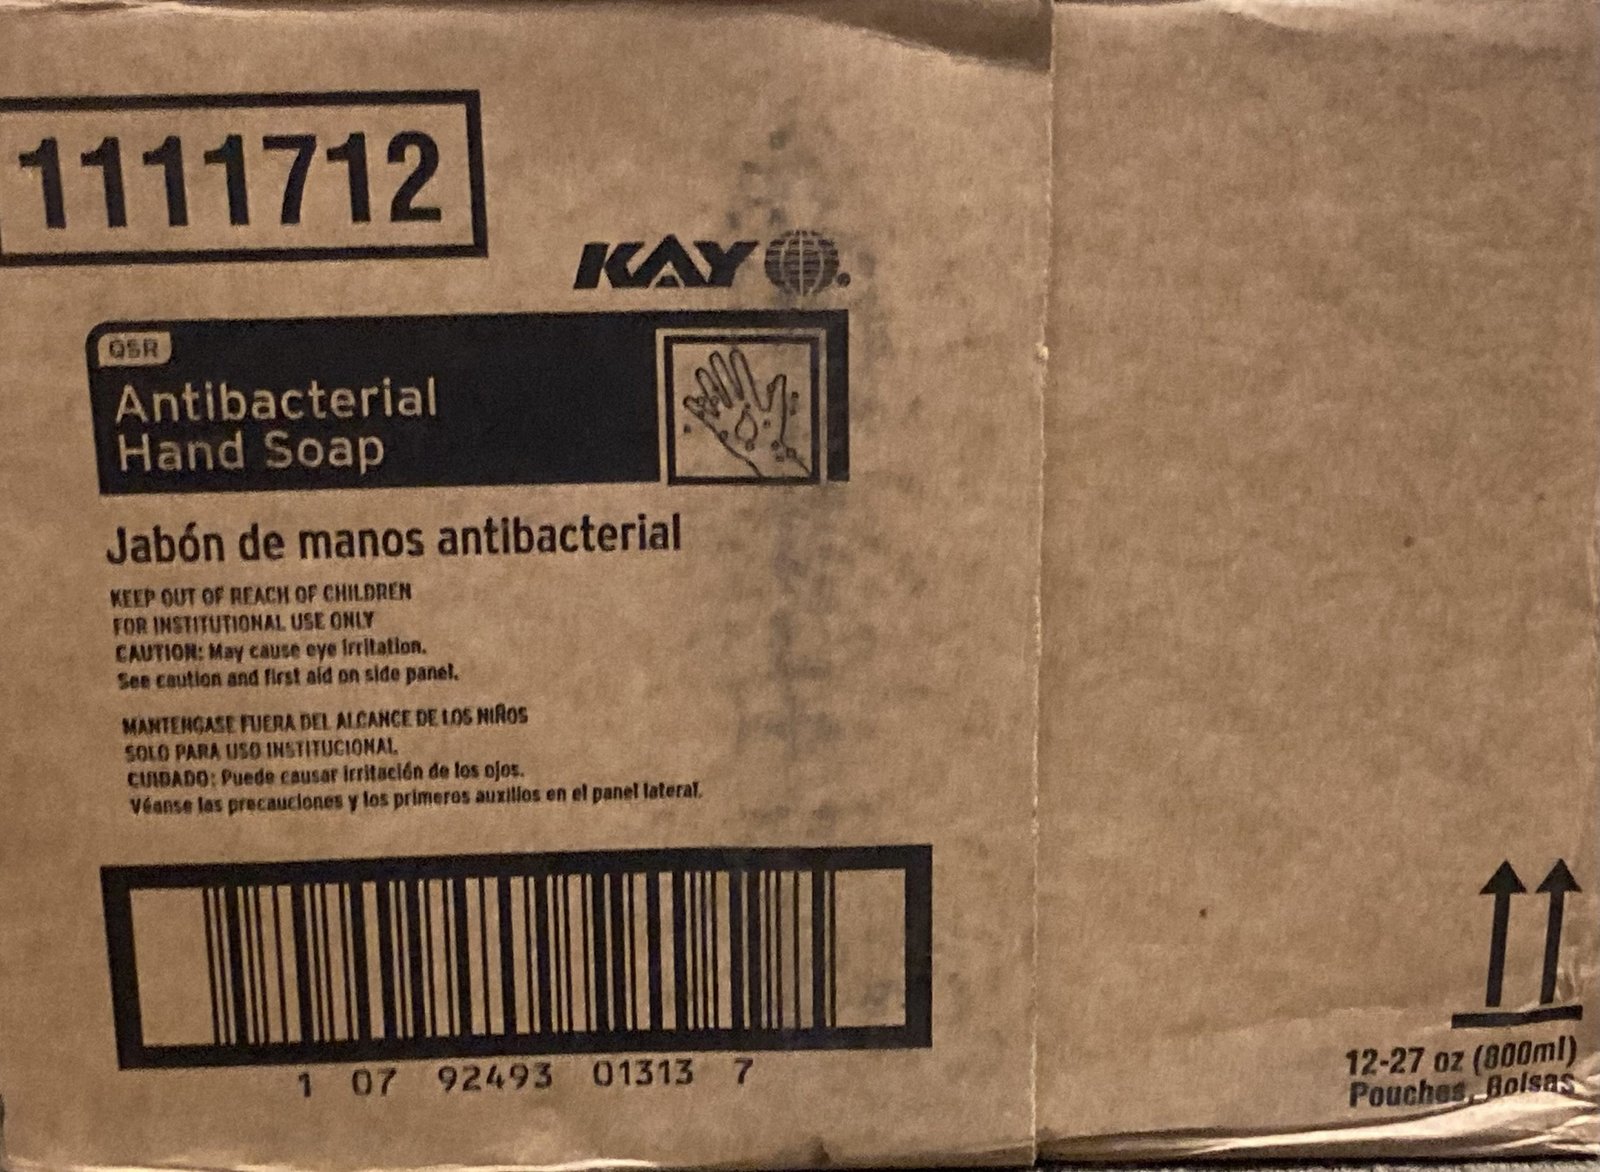 1111712
KAY
QSR
Antibacterial
Hand Soap
Jabón de manos antibacterial
KEEP OUT OF REACH OF CHILDREN
FOR INSTITUTIONAL USE ONLY
CAUTION: May cause eye irritation.
See caution and first aid on side panel.
MANTENGASE FUERA DEL ALCANCE DE LOS NIÑOS
SOLO PARA USO INSTITUCIONAL
CUIDADO: Puede causar irritación de los ojos.
Véanse las precauciones y los primeros auxilios en el panel lateral.
1 07 92493 01313 7
12-27 oz (800ml)
Pouches, Bolsas